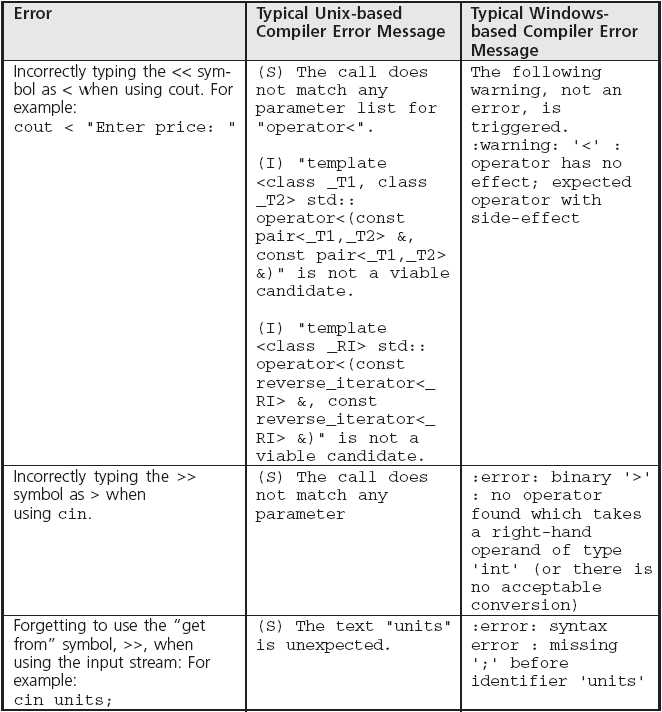 Error
Typical Unix-based
Compiler Error Message
Typical Windows-
based Compiler Error
Message
Incorrectly typing the << sym-
bol as < when using cout. For
example:
cout < "Enter price: "
(S) The call does
not match any
parameter list for
"operator<".
(I) "template
<class _T1, class
_T2> std::
operator<(const
pair<_T1,_T2> &,
const pair<_T1,_T2>
&)" is not a viable
candidate.
(I) "template
<class _RI> std::
operator<(const
reverse_iterator<_
RI> &, const
reverse_iterator<_
RI> &)" is not a
viable candidate.
The following
warning, not an
error, is
triggered.
:warning: '<' :
operator has no
effect; expected
operator with
side-effect
Incorrectly typing the >>
symbol as > when
using cin.
(S) The call does
not match any
parameter
:error: binary '>'
: no operator
found which takes
a right-hand
operand of type
'int' (or there is
no acceptable
conversion)
Forgetting to use the “get
from” symbol, >>, when
using the input stream: For
example:
cin units;
(S) The text "units"
is unexpected.
:error: syntax
error : missing
';' before
identifier 'units'